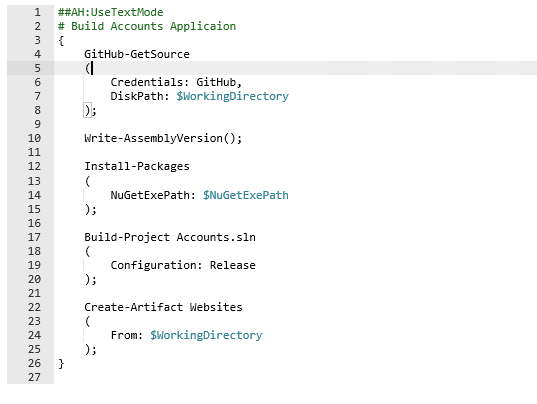 1 ##AH:UseTextMode
2 # Build Accounts Applicaion
3 {
4 GitHub-GetSource
5 (
6 Credentials: GitHub,
7 DiskPath: $WorkingDirectory
8 );
9
10 Write-AssemblyVersion();
11
12 Install-Packages
13 (
14 NuGetExePath: $NuGetExePath
15 );
16
17 Build-Project Accounts.sln
18 (
19 Configuration: Release
20 );
21
22 Create-Artifact Websites
23 (
24 From: $WorkingDirectory
25 );
26 }
27